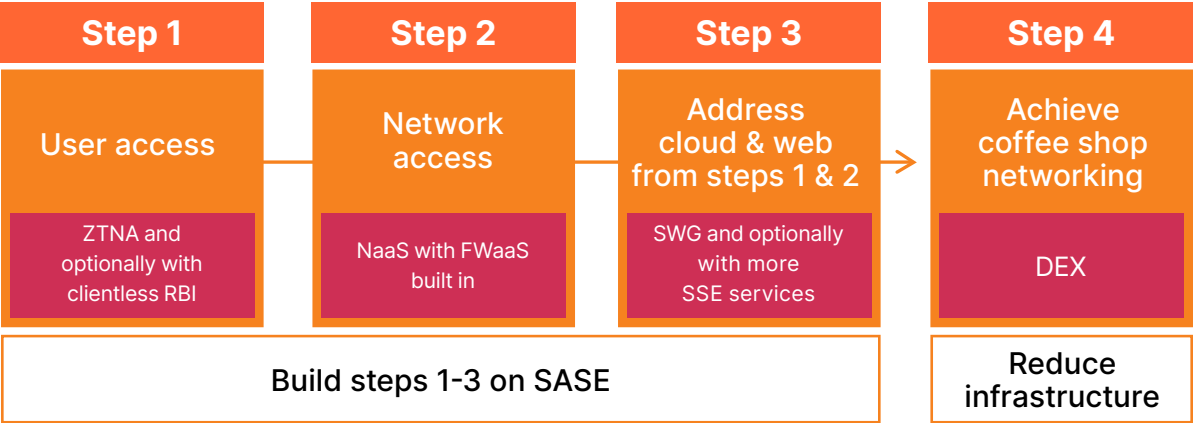 Step 1
User access
ZTNA and
optionally with
clientless RBI
Step 2
Network
access
NaaS with FWaaS
built in
Step 3
Address
cloud & web
from steps 1 & 2
SWG and optionally
with more
SSE services
Step 4
Achieve
coffee shop
networking
DEX
Build steps 1-3 on SASE
Reduce
infrastructure